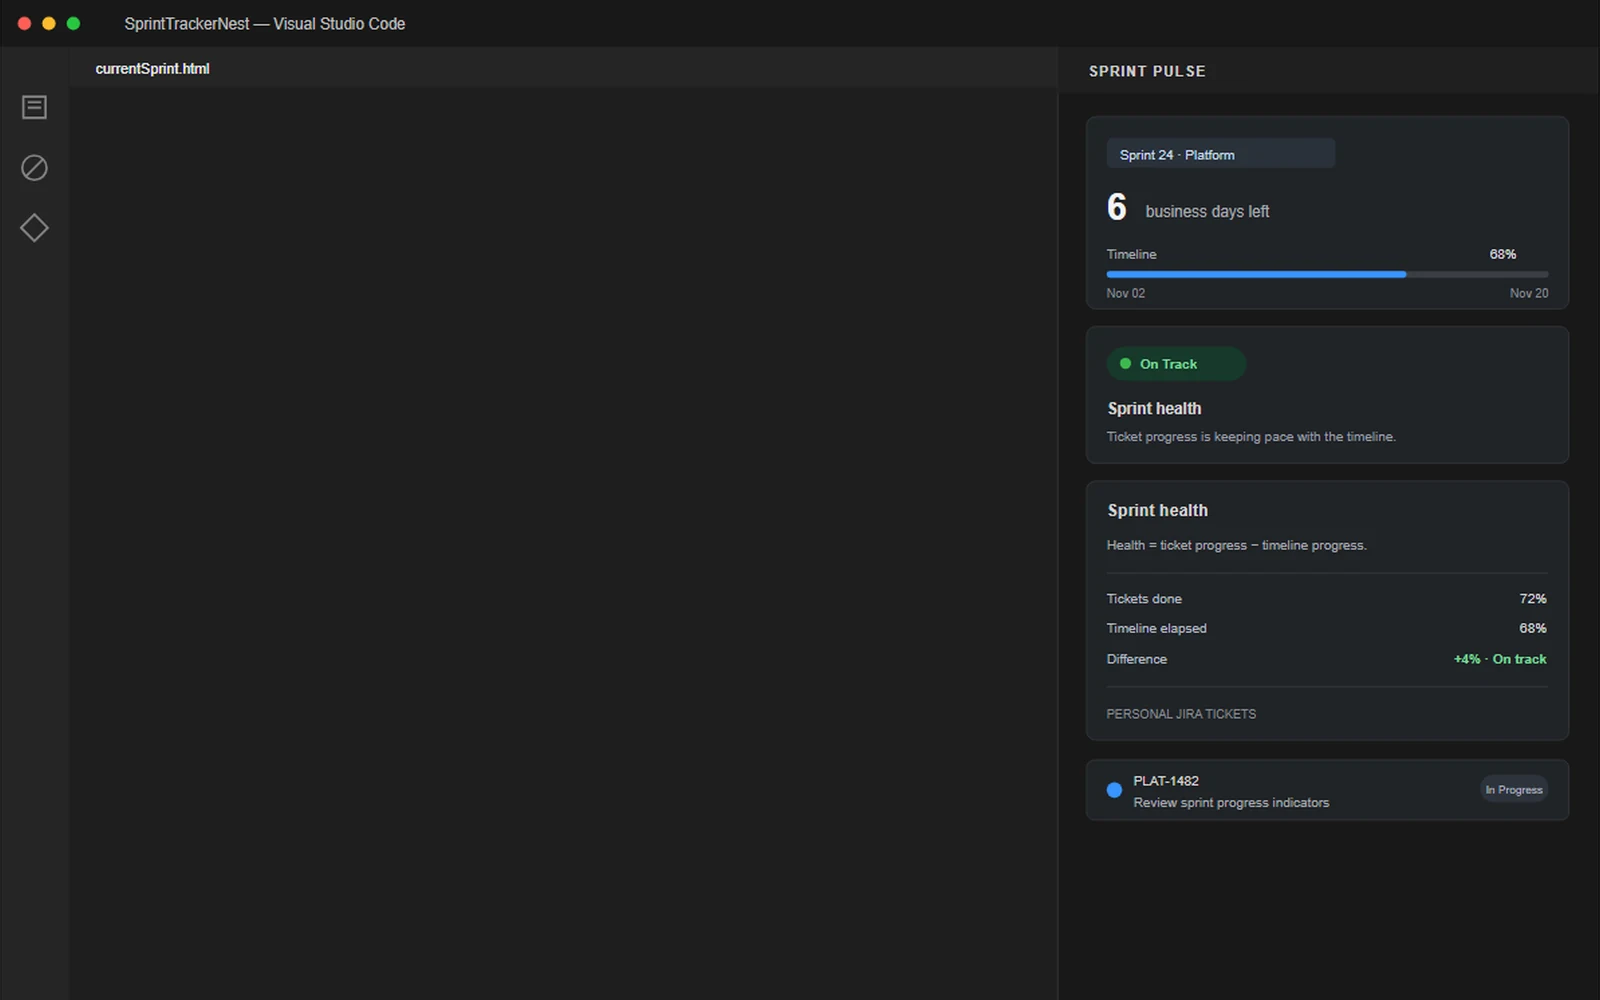 SprintTrackerNest — Visual Studio Code
currentSprint.html
SPRINT PULSE
Sprint 24 · Platform
6 business days left
Timeline 68%
Nov 02 Nov 20
On Track
Sprint health
Ticket progress is keeping pace with the timeline.
Sprint health
Health = ticket progress − timeline progress.
Tickets done 72%
Timeline elapsed 68%
Difference +4% · On track
PERSONAL JIRA TICKETS
PLAT-1482
Review sprint progress indicators
In Progress